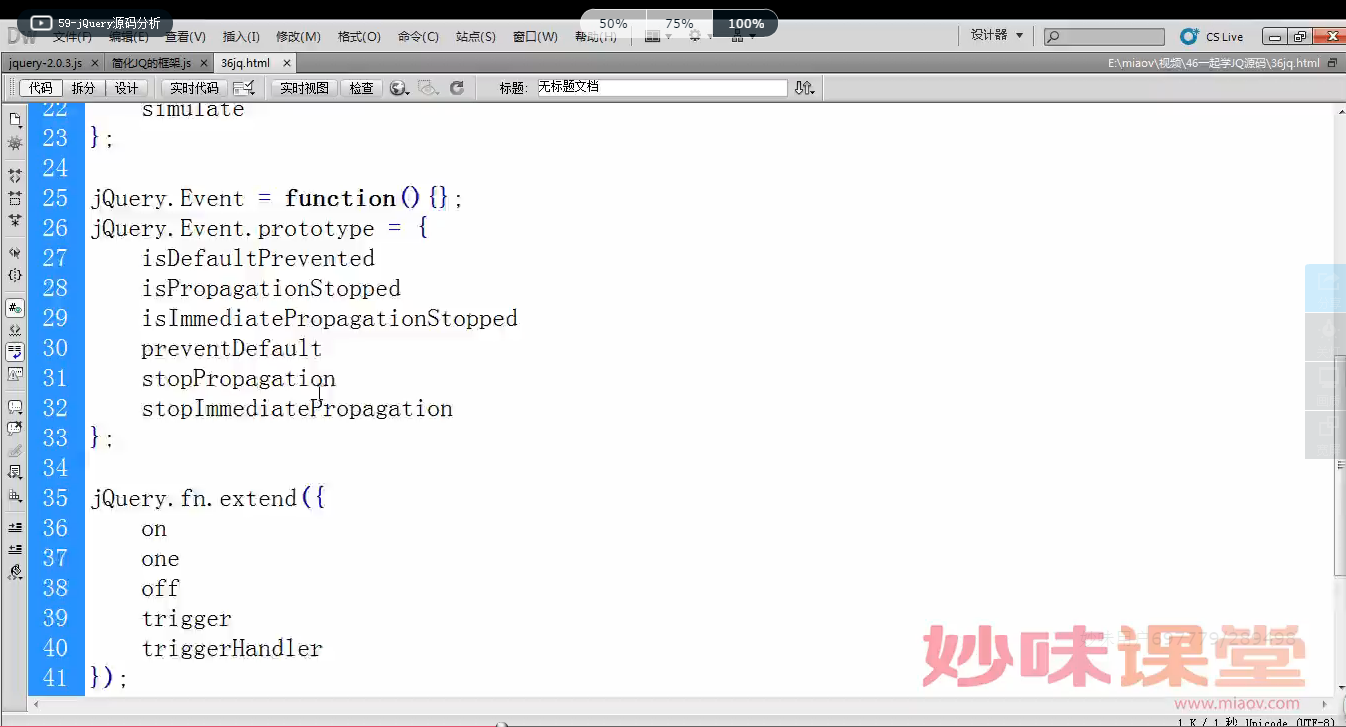 59-jQuery源码分析
50% 75% 100%
DW 文件(F) 编辑(E) 查看(V) 插入(I) 修改(M) 格式(O) 命令(C) 站点(S) 窗口(W) 帮助(H) 设计器 CS Live
jquery-2.0.3.js 简化JQ的框架.js 36jq.html E:\miaov\视频\46一起学JQ源码\36jq.html
代码 拆分 设计 实时代码 实时视图 检查 标题: 无标题文档
22 simulate
23 };
24
25 jQuery.Event = function(){};
26 jQuery.Event.prototype = {
27 isDefaultPrevented
28 isPropagationStopped
29 isImmediatePropagationStopped
30 preventDefault
31 stopPropagation
32 stopImmediatePropagation
33 };
34
35 jQuery.fn.extend({
36 on
37 one
38 off
39 trigger
40 triggerHandler
41 });
妙味课堂
www.miaov.com
1 K / 1 秒 Unicode (UTF-8)